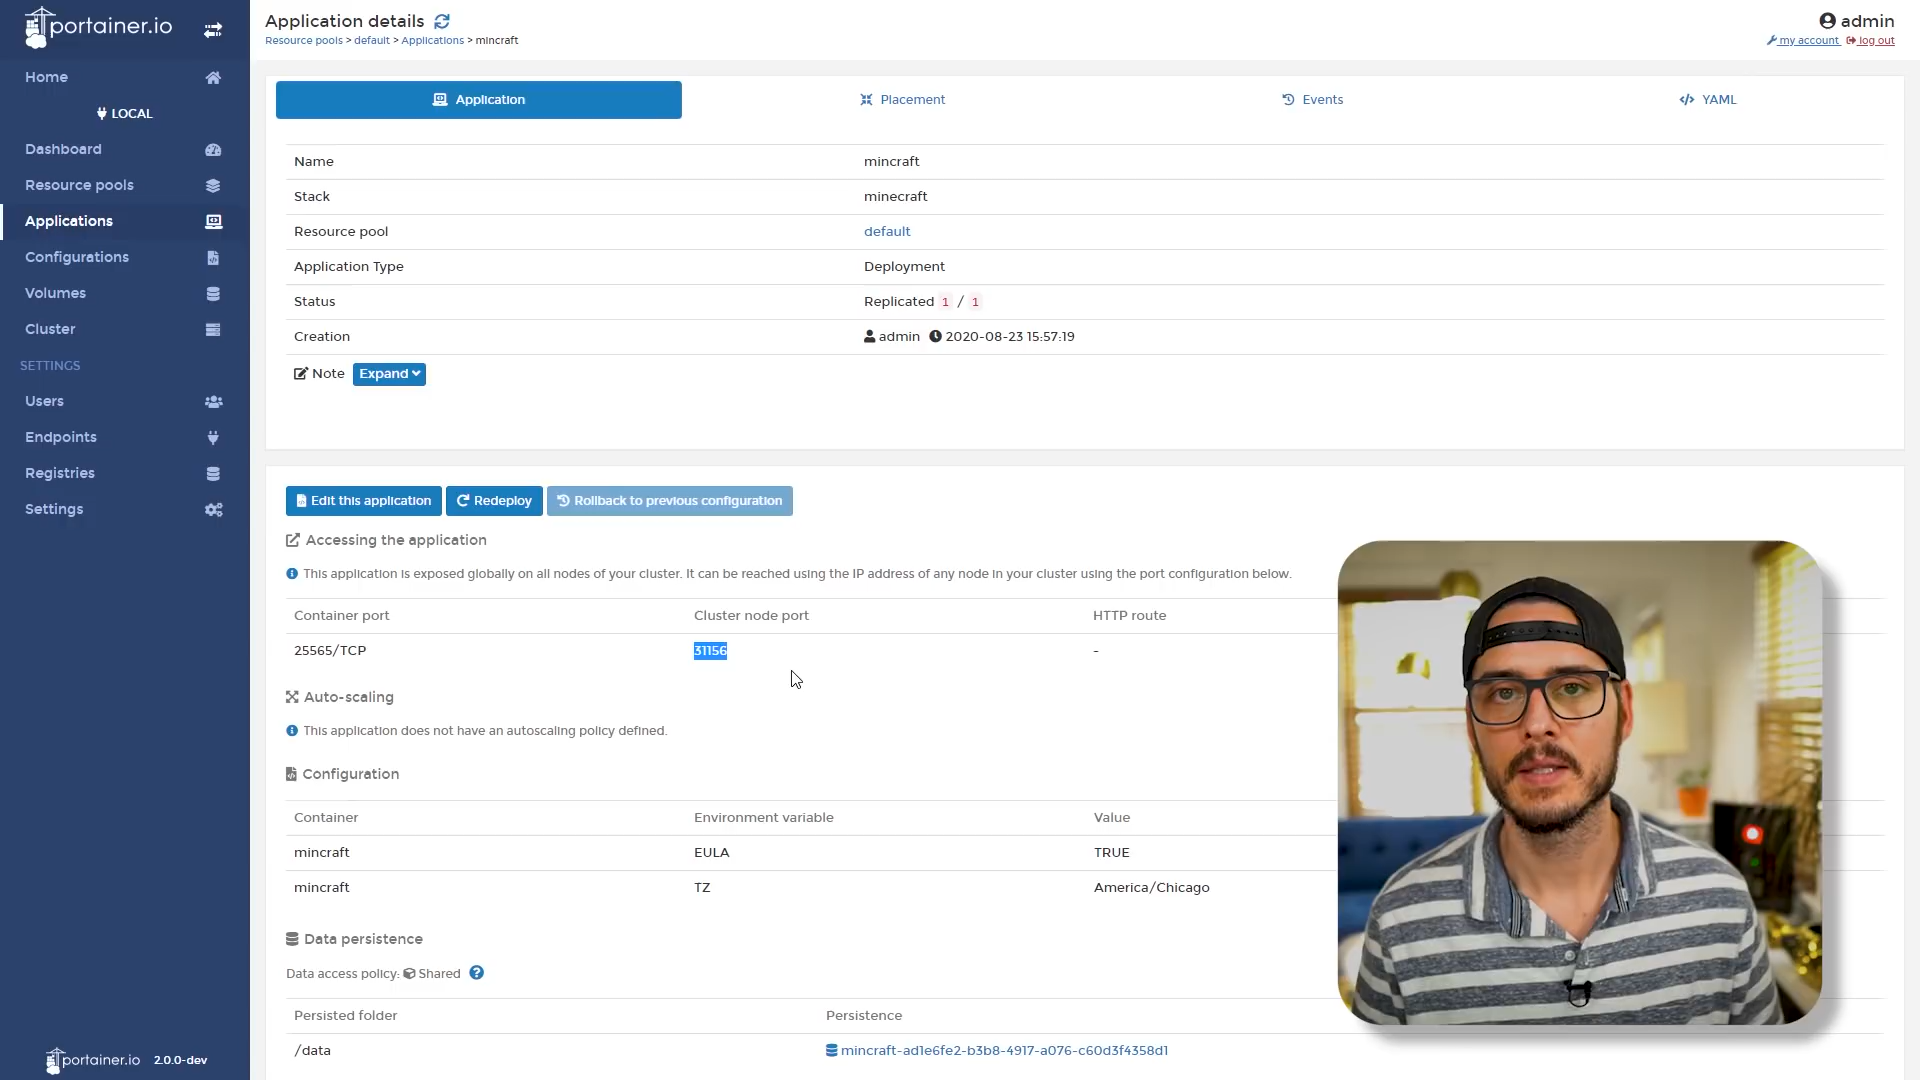 portainer.io
Application details
admin
Resource pools > default > Applications > mincraft
my account log out
Home
LOCAL
Dashboard
Resource pools
Applications
Configurations
Volumes
Cluster
SETTINGS
Users
Endpoints
Registries
Settings
portainer.io 2.0.0-dev
Application
Placement
Events
YAML
Name mincraft
Stack minecraft
Resource pool default
Application Type Deployment
Status Replicated 1 / 1
Creation admin 2020-08-23 15:57:19
Note Expand
Edit this application Redeploy Rollback to previous configuration
Accessing the application
This application is exposed globally on all nodes of your cluster. It can be reached using the IP address of any node in your cluster using the port configuration below.
Container port Cluster node port HTTP route
25565/TCP 31156 -
Auto-scaling
This application does not have an autoscaling policy defined.
Configuration
Container Environment variable Value
mincraft EULA TRUE
mincraft TZ America/Chicago
Data persistence
Data access policy: Shared
Persisted folder Persistence
/data mincraft-ad1e6fe2-b3b8-4917-a076-c60d3f4358d1